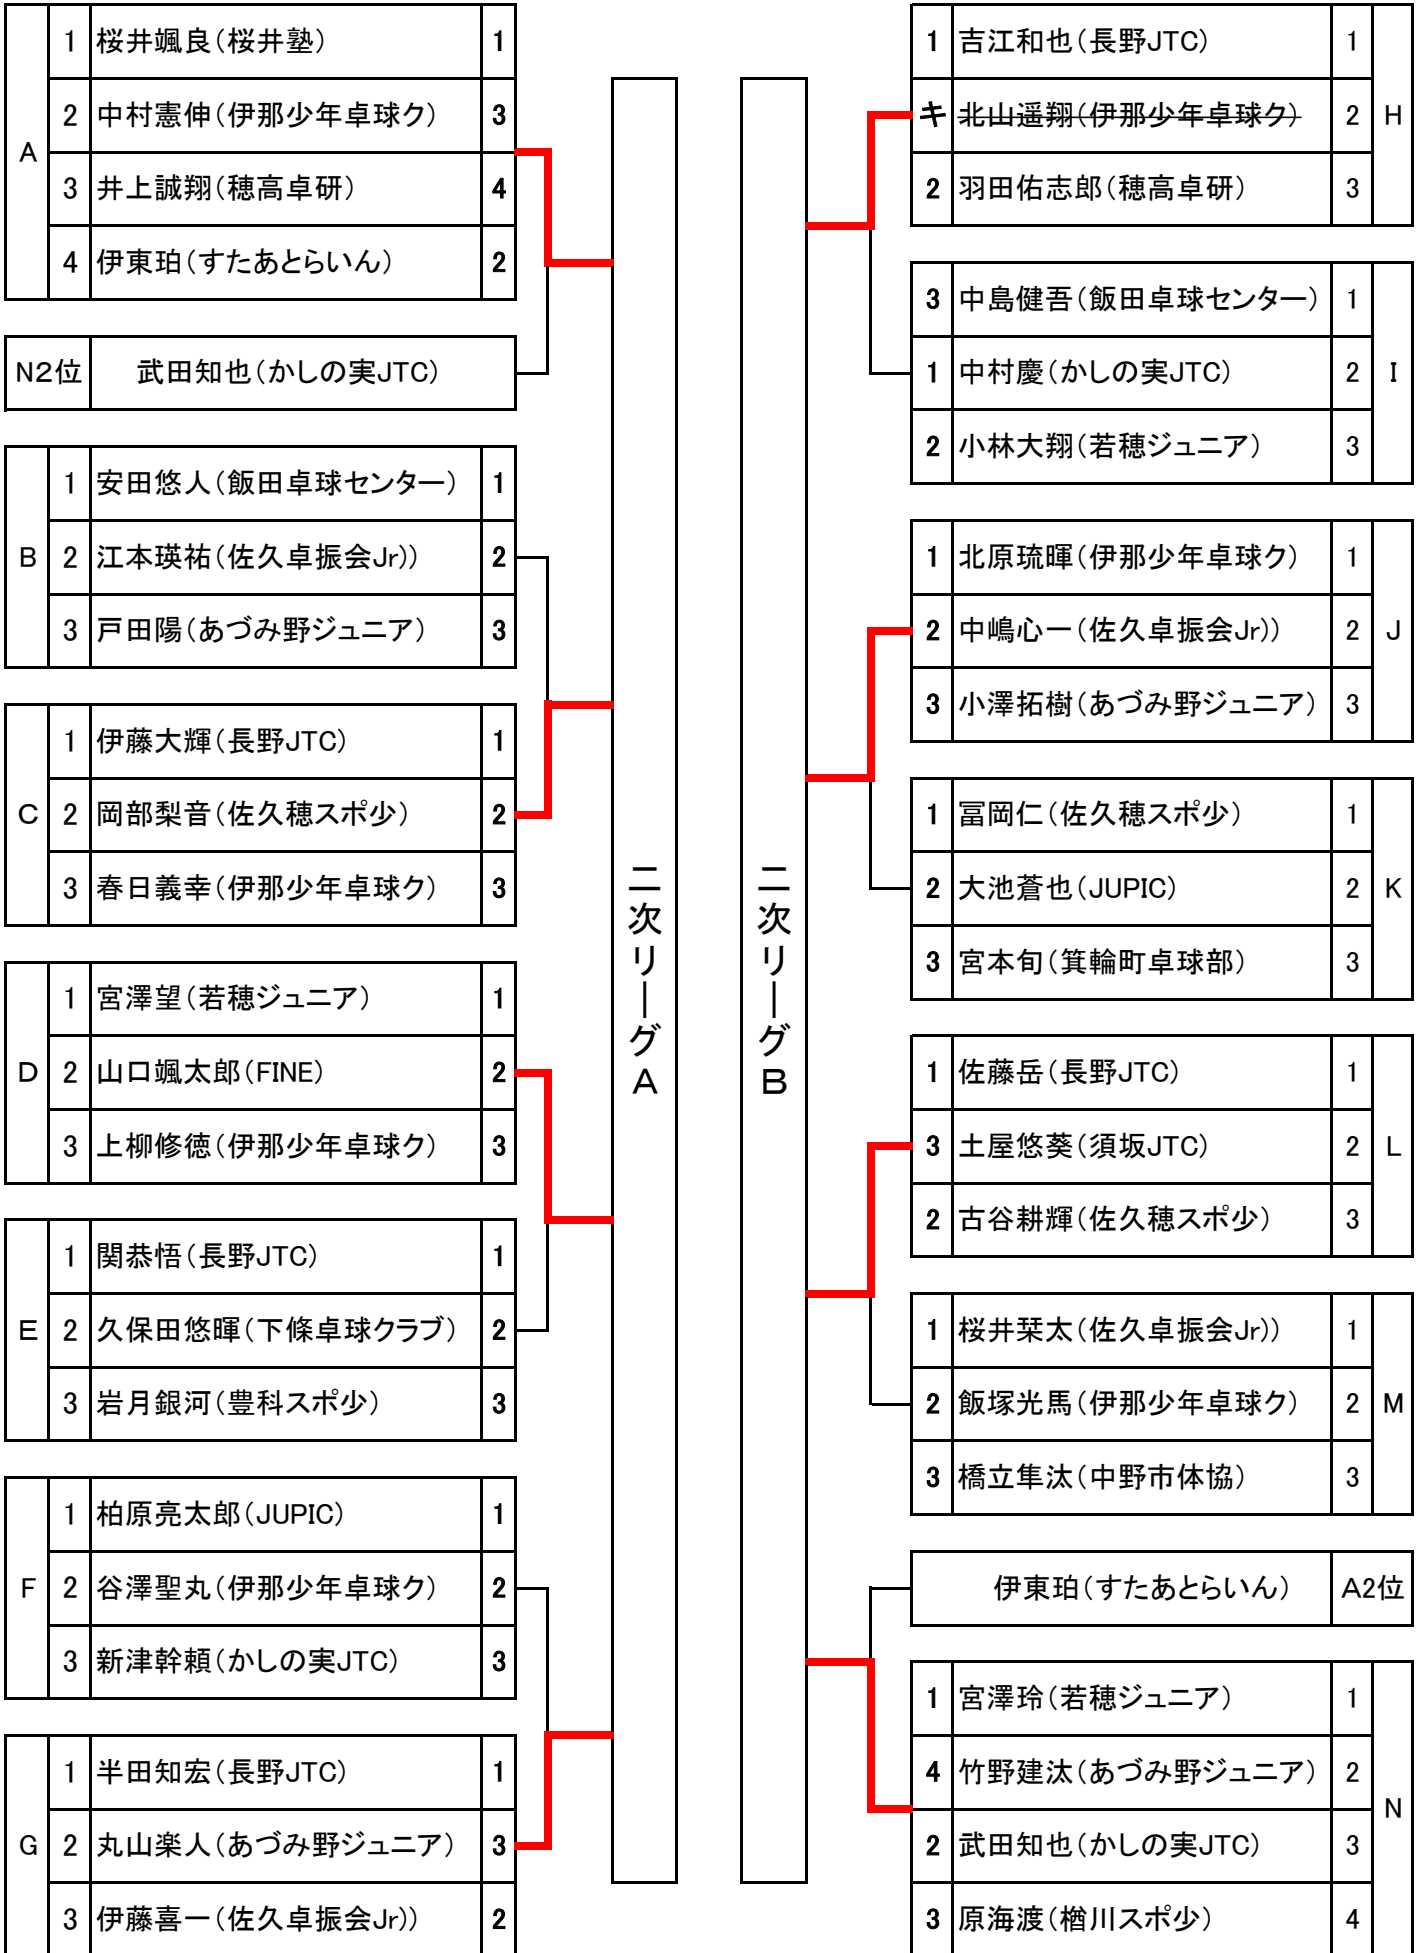 A
1 桜井颯良(桜井塾) 1
2 中村憲伸(伊那少年卓球ク) 3
3 井上誠翔(穂高卓研) 4
4 伊東珀(すたあとらいん) 2
N2位 武田知也(かしの実JTC)
B
1 安田悠人(飯田卓球センター) 1
2 江本瑛祐(佐久卓振会Jr)) 2
3 戸田陽(あづみ野ジュニア) 3
C
1 伊藤大輝(長野JTC) 1
2 岡部梨音(佐久穂スポ少) 2
3 春日義幸(伊那少年卓球ク) 3
D
1 宮澤望(若穂ジュニア) 1
2 山口颯太郎(FINE) 2
3 上柳修徳(伊那少年卓球ク) 3
E
1 関恭悟(長野JTC) 1
2 久保田悠暉(下條卓球クラブ) 2
3 岩月銀河(豊科スポ少) 3
F
1 柏原亮太郎(JUPIC) 1
2 谷澤聖丸(伊那少年卓球ク) 2
3 新津幹頼(かしの実JTC) 3
G
1 半田知宏(長野JTC) 1
2 丸山楽人(あづみ野ジュニア) 3
3 伊藤喜一(佐久卓振会Jr)) 2
二次リーグA
二次リーグB
1 吉江和也(長野JTC) 1
キ 北山遥翔(伊那少年卓球ク) 2
2 羽田佑志郎(穂高卓研) 3
H
3 中島健吾(飯田卓球センター) 1
1 中村慶(かしの実JTC) 2
2 小林大翔(若穂ジュニア) 3
I
1 北原琉暉(伊那少年卓球ク) 1
2 中嶋心一(佐久卓振会Jr)) 2
3 小澤拓樹(あづみ野ジュニア) 3
J
1 冨岡仁(佐久穂スポ少) 1
2 大池蒼也(JUPIC) 2
3 宮本旬(箕輪町卓球部) 3
K
1 佐藤岳(長野JTC) 1
3 土屋悠葵(須坂JTC) 2
2 古谷耕輝(佐久穂スポ少) 3
L
1 桜井栞太(佐久卓振会Jr)) 1
2 飯塚光馬(伊那少年卓球ク) 2
3 橋立隼汰(中野市体協) 3
M
伊東珀(すたあとらいん) A2位
1 宮澤玲(若穂ジュニア) 1
4 竹野建汰(あづみ野ジュニア) 2
2 武田知也(かしの実JTC) 3
3 原海渡(楢川スポ少) 4
N